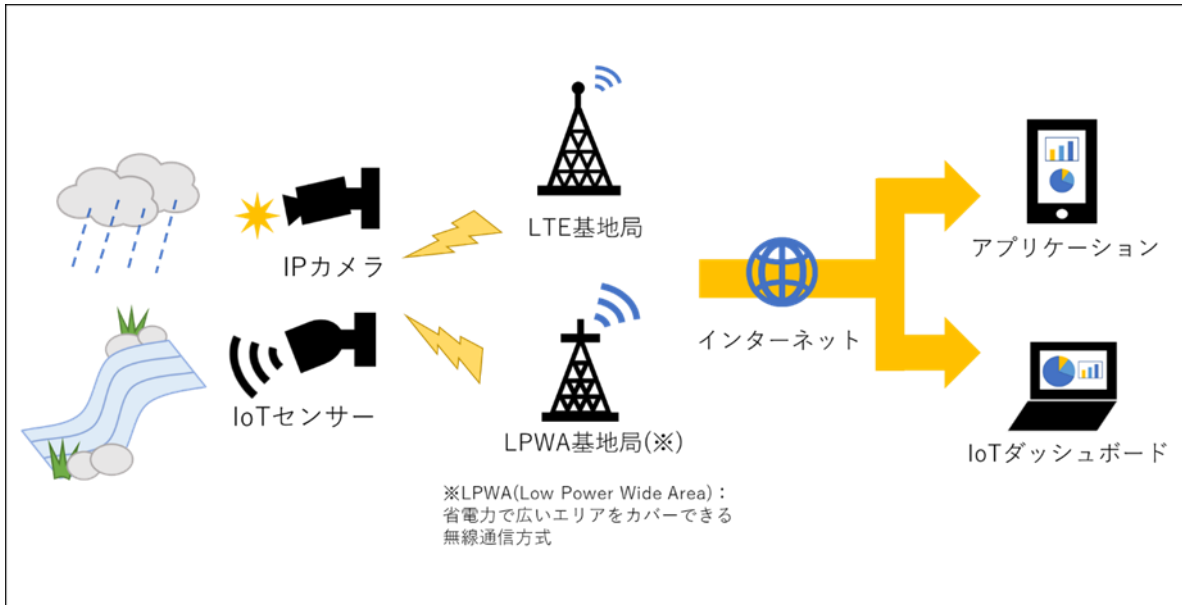 LTE基地局
IPカメラ
アプリケーション
インターネット
IoTセンサー
LPWA基地局(※)
IoTダッシュボード
※LPWA(Low Power Wide Area)：
省電力で広いエリアをカバーできる
無線通信方式